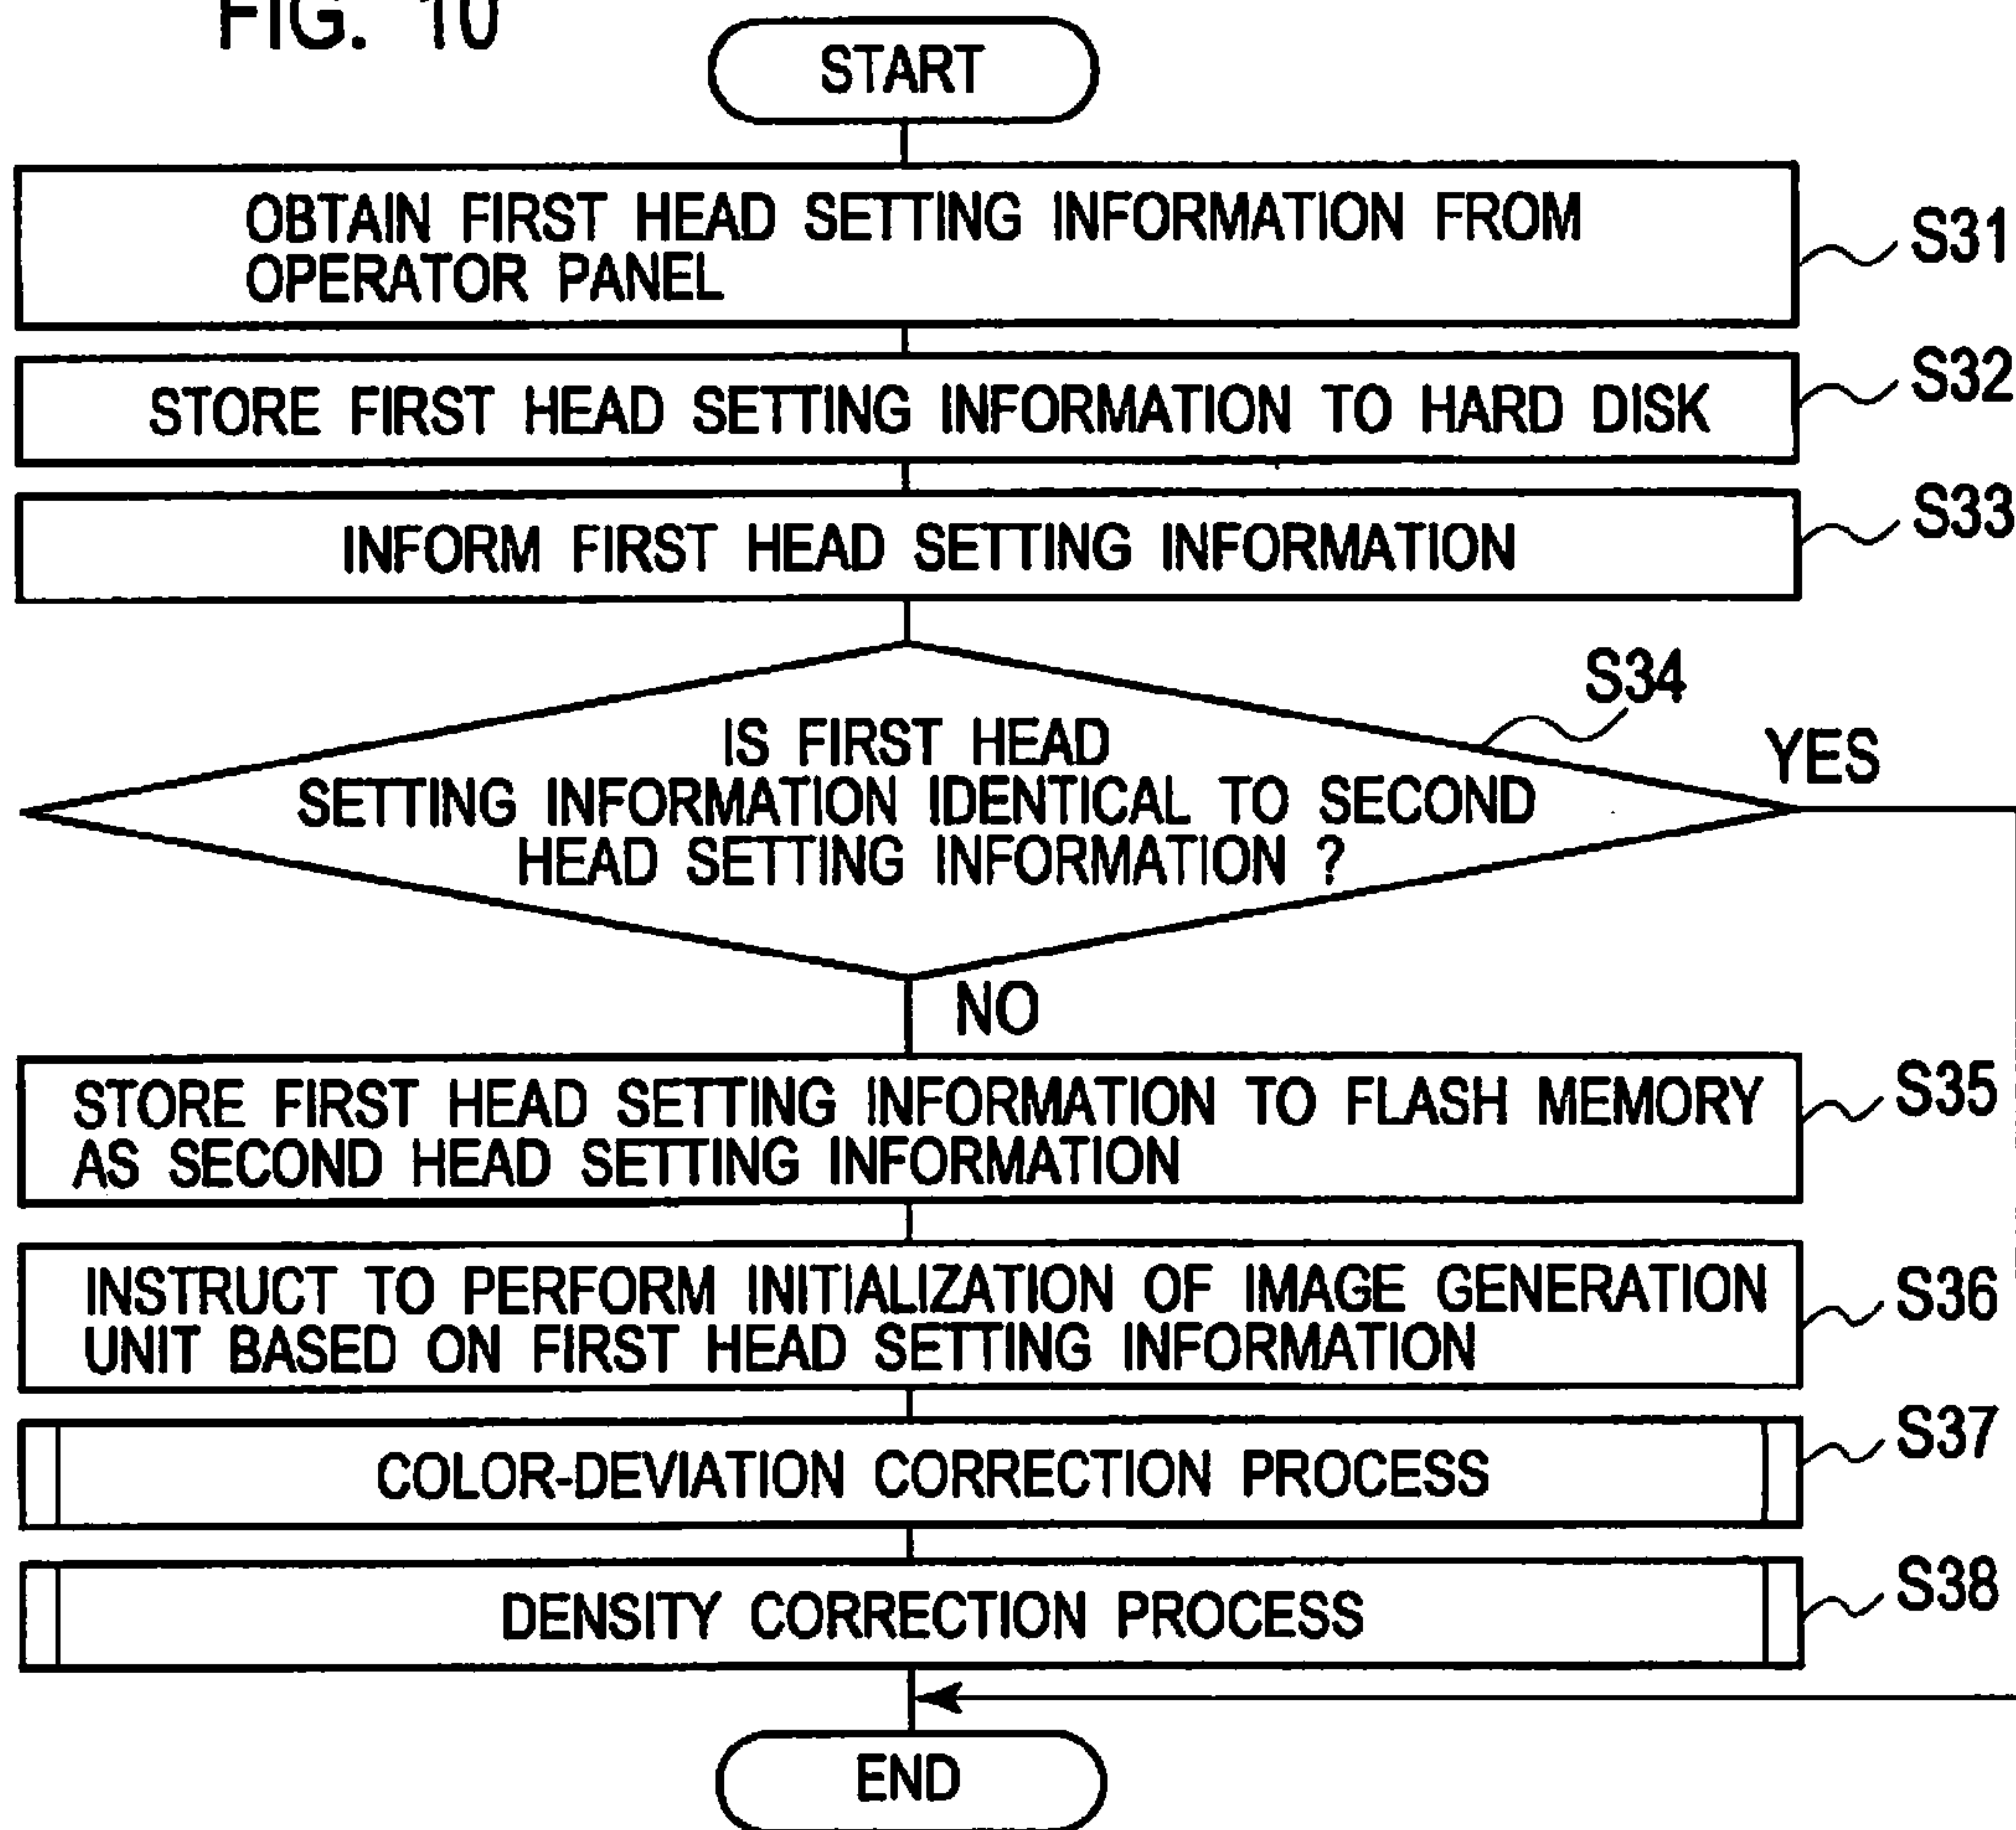 FIG. 10
START
OBTAIN FIRST HEAD SETTING INFORMATION FROM
OPERATOR PANEL
S31
STORE FIRST HEAD SETTING INFORMATION TO HARD DISK
S32
INFORM FIRST HEAD SETTING INFORMATION
S33
S34
IS FIRST HEAD
SETTING INFORMATION IDENTICAL TO SECOND
HEAD SETTING INFORMATION ?
YES
NO
STORE FIRST HEAD SETTING INFORMATION TO FLASH MEMORY
AS SECOND HEAD SETTING INFORMATION
S35
INSTRUCT TO PERFORM INITIALIZATION OF IMAGE GENERATION
UNIT BASED ON FIRST HEAD SETTING INFORMATION
S36
COLOR-DEVIATION CORRECTION PROCESS
S37
DENSITY CORRECTION PROCESS
S38
END